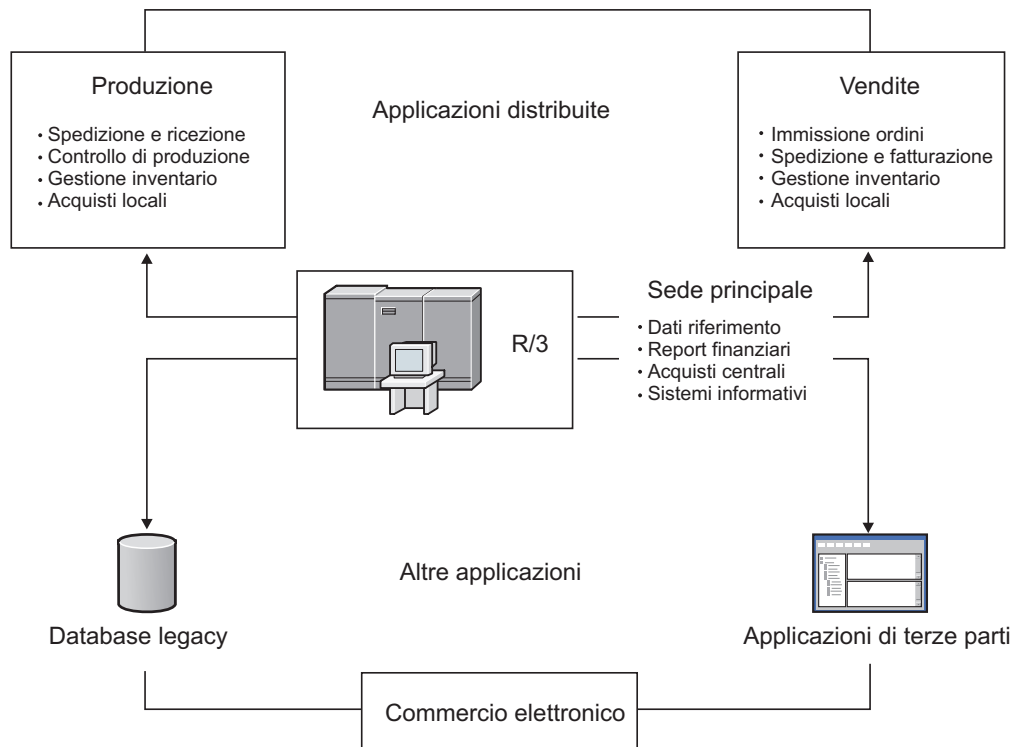 Produzione
• Spedizione e ricezione
• Controllo di produzione
• Gestione inventario
• Acquisti locali
Applicazioni distribuite
Vendite
• Immissione ordini
• Spedizione e fatturazione
• Gestione inventario
• Acquisti locali
R/3
Sede principale
• Dati riferimento
• Report finanziari
• Acquisti centrali
• Sistemi informativi
Altre applicazioni
Database legacy
Applicazioni di terze parti
Commercio elettronico